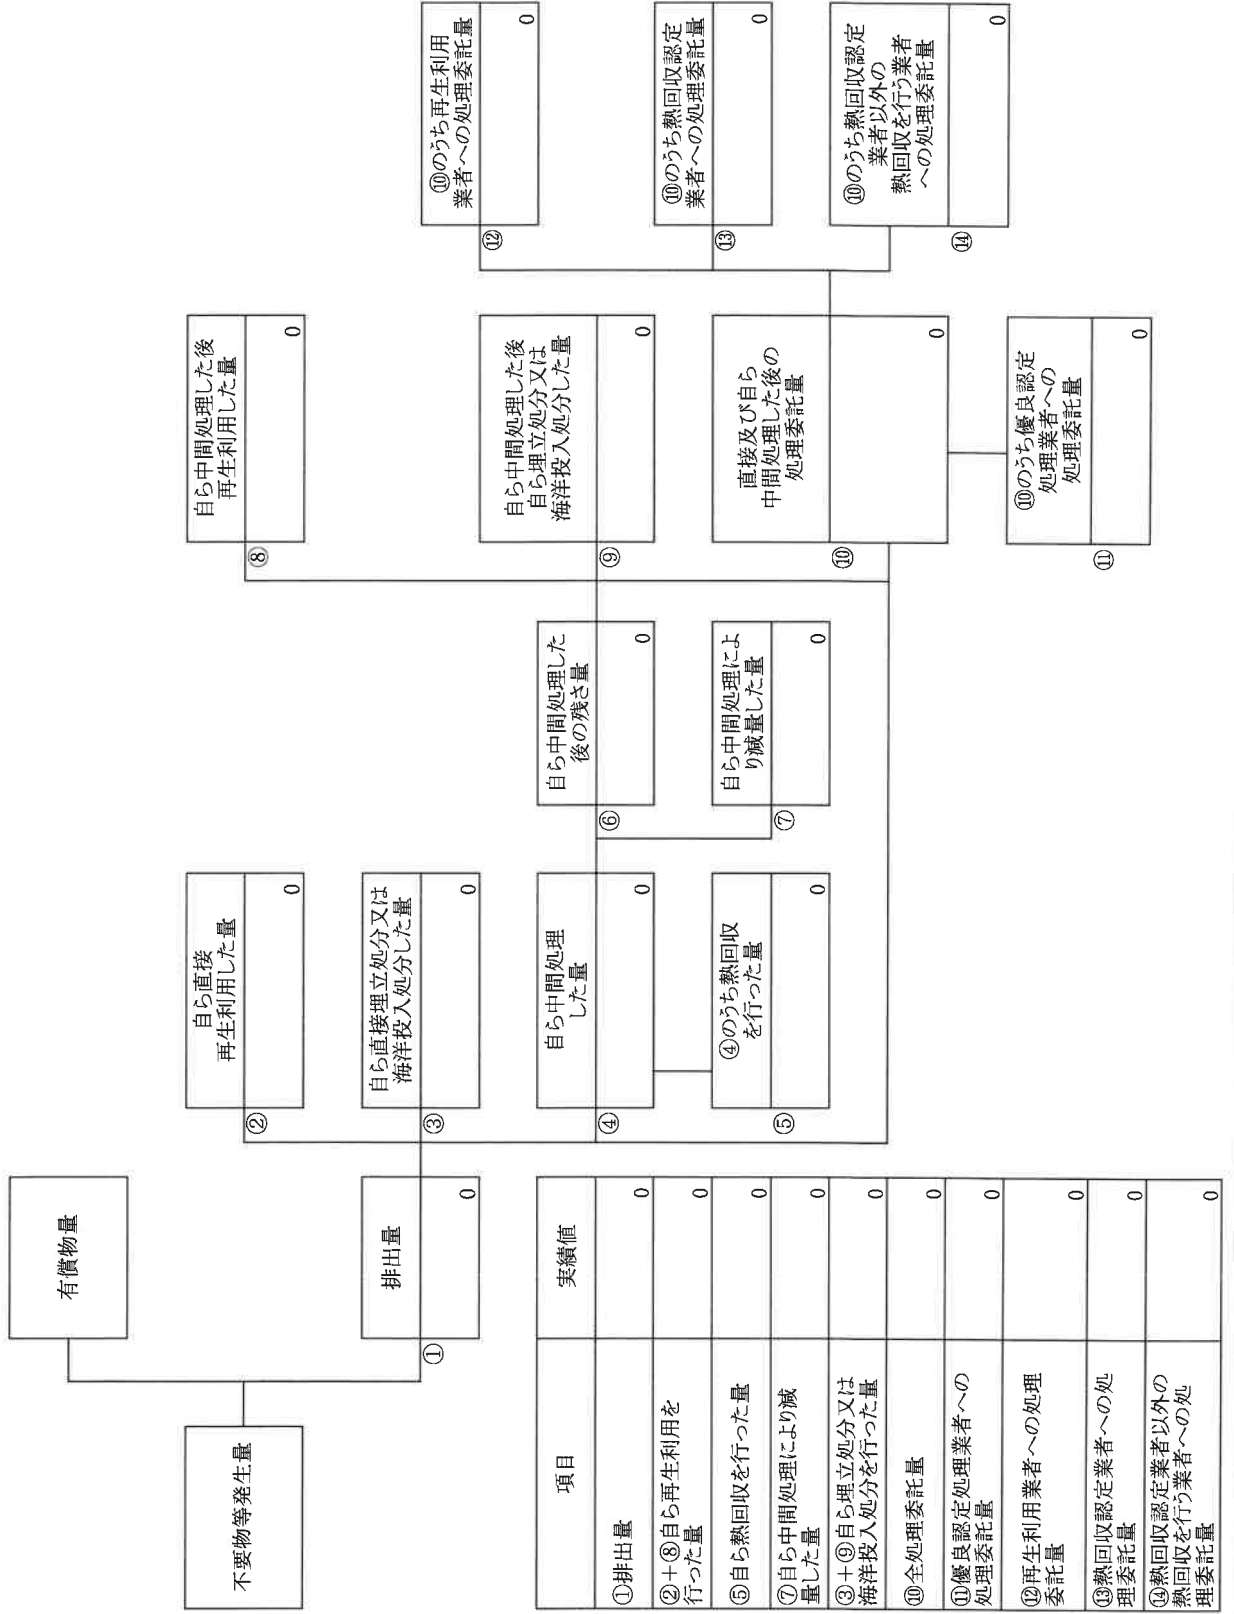 不要物等発生量
有償物量
①
排出量
0
②
自ら直接
再生利用した量
0
③
自ら直接埋立処分又は
海洋投入処分した量
0
④
自ら中間処理
した量
0
⑤
④のうち熱回収
を行った量
0
⑥
自ら中間処理した
後の残さ量
0
⑦
自ら中間処理によ
り減量した量
0
⑧
自ら中間処理した後
再生利用した量
0
⑨
自ら中間処理した後
自ら埋立処分又は
海洋投入処分した量
0
⑩
直接及び自ら
中間処理した後の
処理委託量
0
⑪
⑩のうち優良認定
処理業者への
処理委託量
0
⑫
⑩のうち再生利用
業者への処理委託量
0
⑬
⑩のうち熱回収認定
業者への処理委託量
0
⑭
⑩のうち熱回収認定
業者以外の
熱回収を行う業者
への処理委託量
0
項目
実績値
①排出量
0
②+⑧自ら再生利用を
行った量
0
⑤自ら熱回収を行った量
0
⑦自ら中間処理により減
量した量
0
③+⑨自ら埋立処分又は
海洋投入処分を行った量
0
⑩全処理委託量
0
⑪優良認定処理業者への
処理委託量
0
⑫再生利用業者への処理
委託量
0
⑬熱回収認定業者への処
理委託量
0
⑭熱回収認定業者以外の
熱回収を行う業者への処
理委託量
0